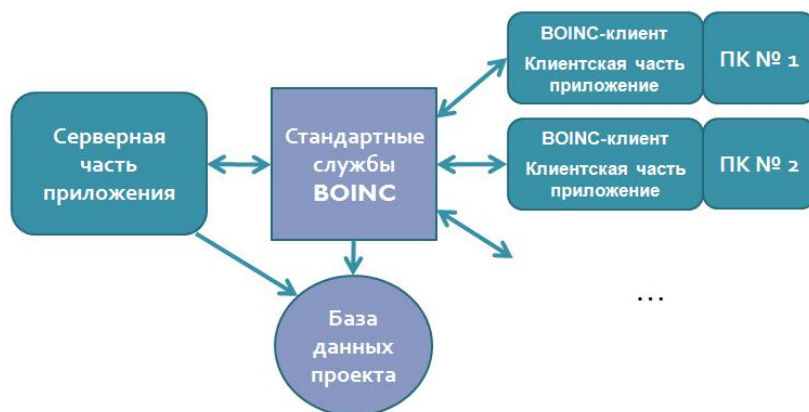 Серверная
часть
приложения
Стандартные
службы
BOINC
База
данных
проекта
BOINC-клиент
Клиентская часть
приложение
ПК № 1
BOINC-клиент
Клиентская часть
приложение
ПК № 2
...